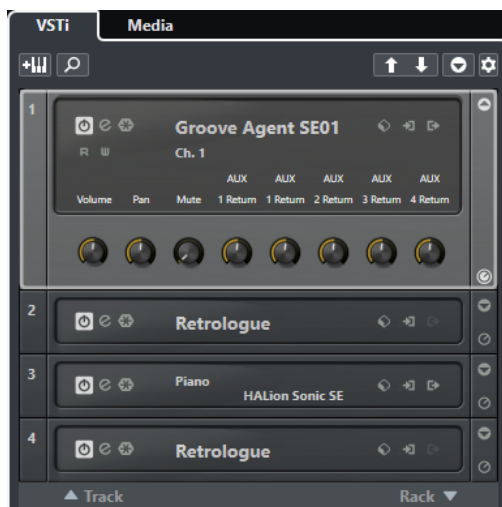 VSTi Media
1
Groove Agent SE01
R W
Ch. 1
AUX AUX AUX AUX AUX
Volume Pan Mute 1 Return 1 Return 2 Return 3 Return 4 Return
2
Retrologue
3
Piano
HALion Sonic SE
4
Retrologue
Track Rack